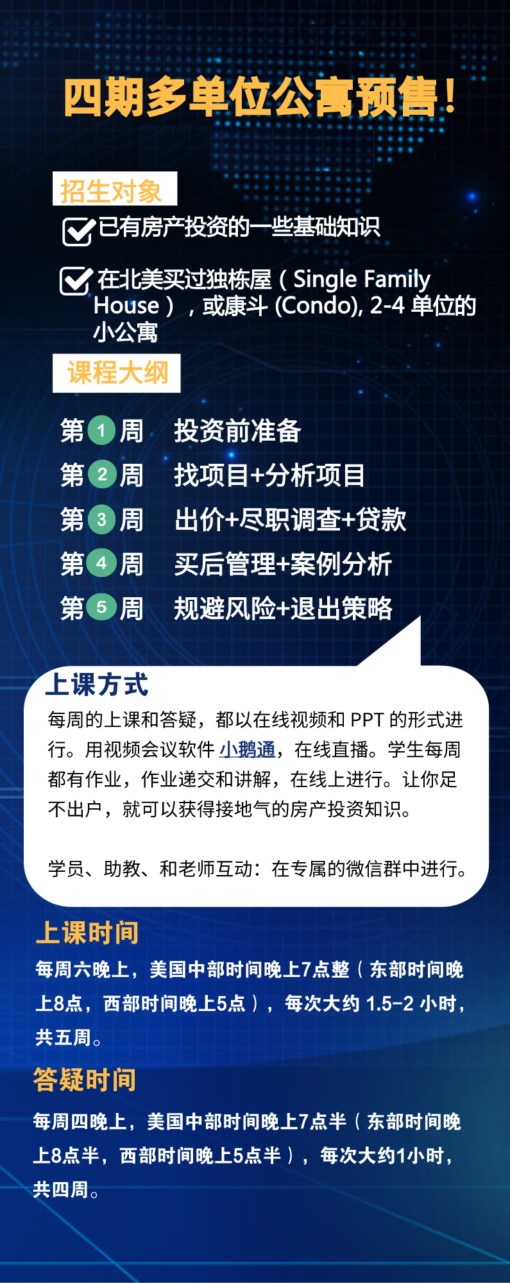 四期多单位公寓预售!
招生对象
已有房产投资的一些基础知识
在北美买过独栋屋（Single Family
House），或康斗 (Condo), 2-4 单位的
小公寓
课程大纲
第1周 投资前准备
第2周 找项目+分析项目
第3周 出价+尽职调查+贷款
第4周 买后管理+案例分析
第5周 规避风险+退出策略
上课方式
每周的上课和答疑，都以在线视频和 PPT 的形式进
行。用视频会议软件 小鹅通，在线直播。学生每周
都有作业，作业递交和讲解，在线上进行。让你足
不出户，就可以获得接地气的房产投资知识。
学员、助教、和老师互动：在专属的微信群中进行。
上课时间
每周六晚上，美国中部时间晚上7点整（东部时间晚
上8点，西部时间晚上5点），每次大约 1.5-2 小时，
共五周。
答疑时间
每周四晚上，美国中部时间晚上7点半（东部时间晚
上8点半，西部时间晚上5点半），每次大约1小时，
共四周。